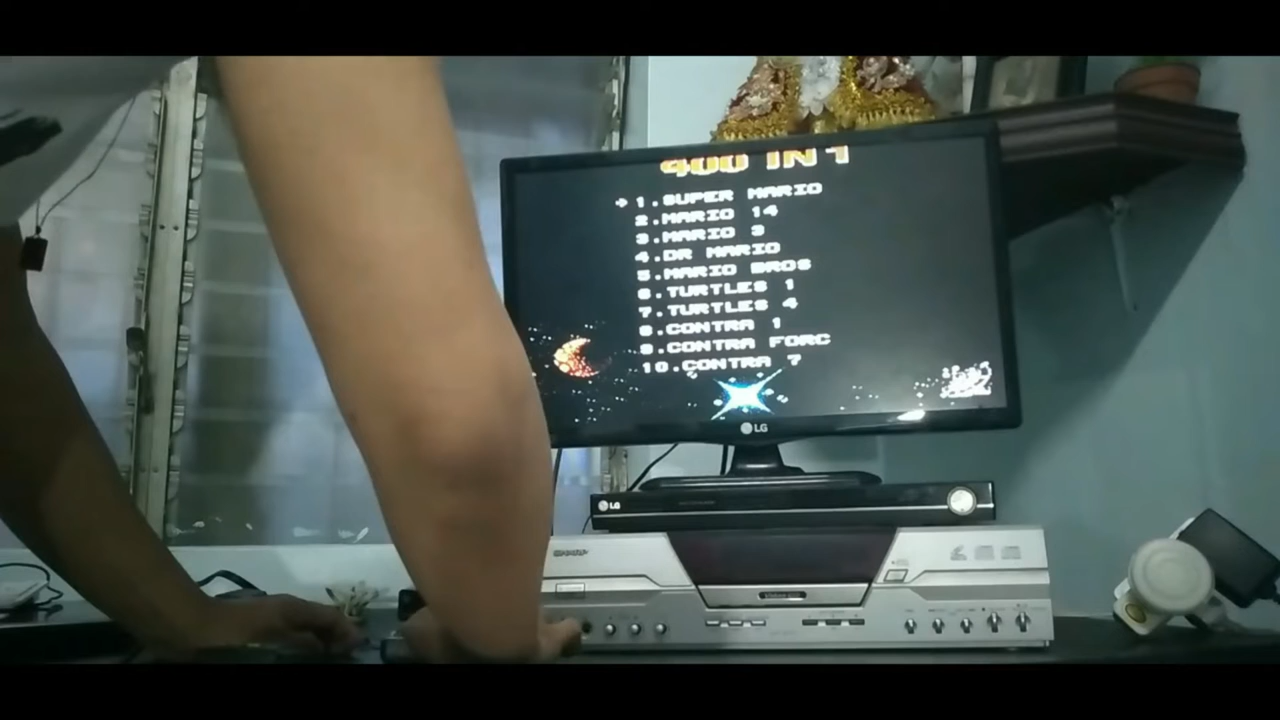 400 IN 1
1.SUPER MARIO
2.MARIO 14
3.MARIO 3
4.DR MARIO
5.MARIO BROS
6.TURTLES 1
7.TURTLES 4
8.CONTRA 1
9.CONTRA FORC
10.CONTRA 7
LG
LG
SHARP